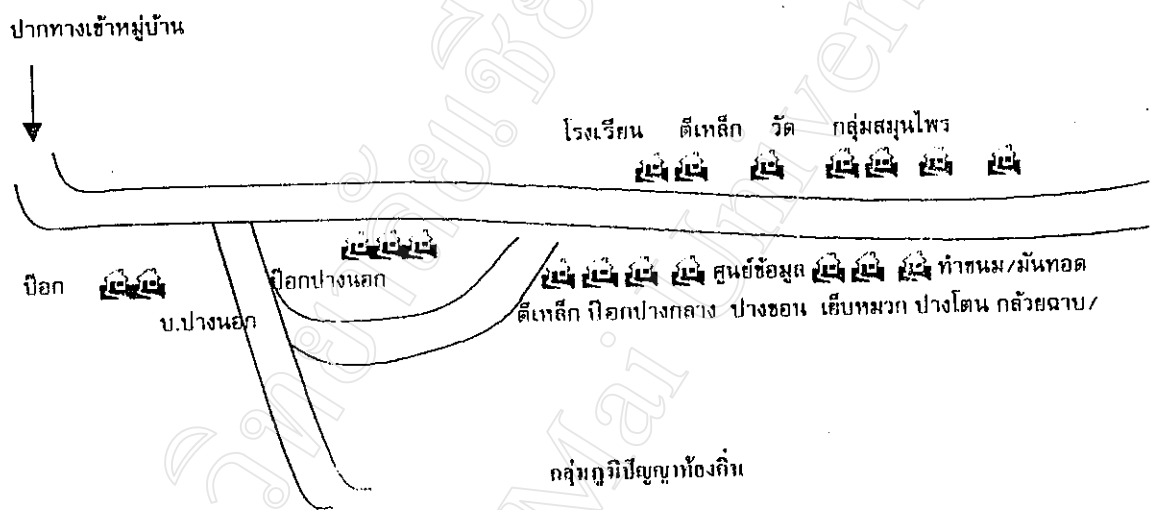 ปากทางเข้าหมู่บ้าน
โรงเรียน ตีเหล็ก วัด กลุ่มสมุนไพร
ป๊อก
ป๊อกปางนอก
ศูนย์ข้อมูล
ทำขนม/มันทอด
บ.ปางนอก
ตีเหล็ก ป๊อกปางกลาง ปางขอน เย็บหมวก ปางโตน กล้วยฉาบ/
กลุ่มภูมิปัญญาท้องถิ่น